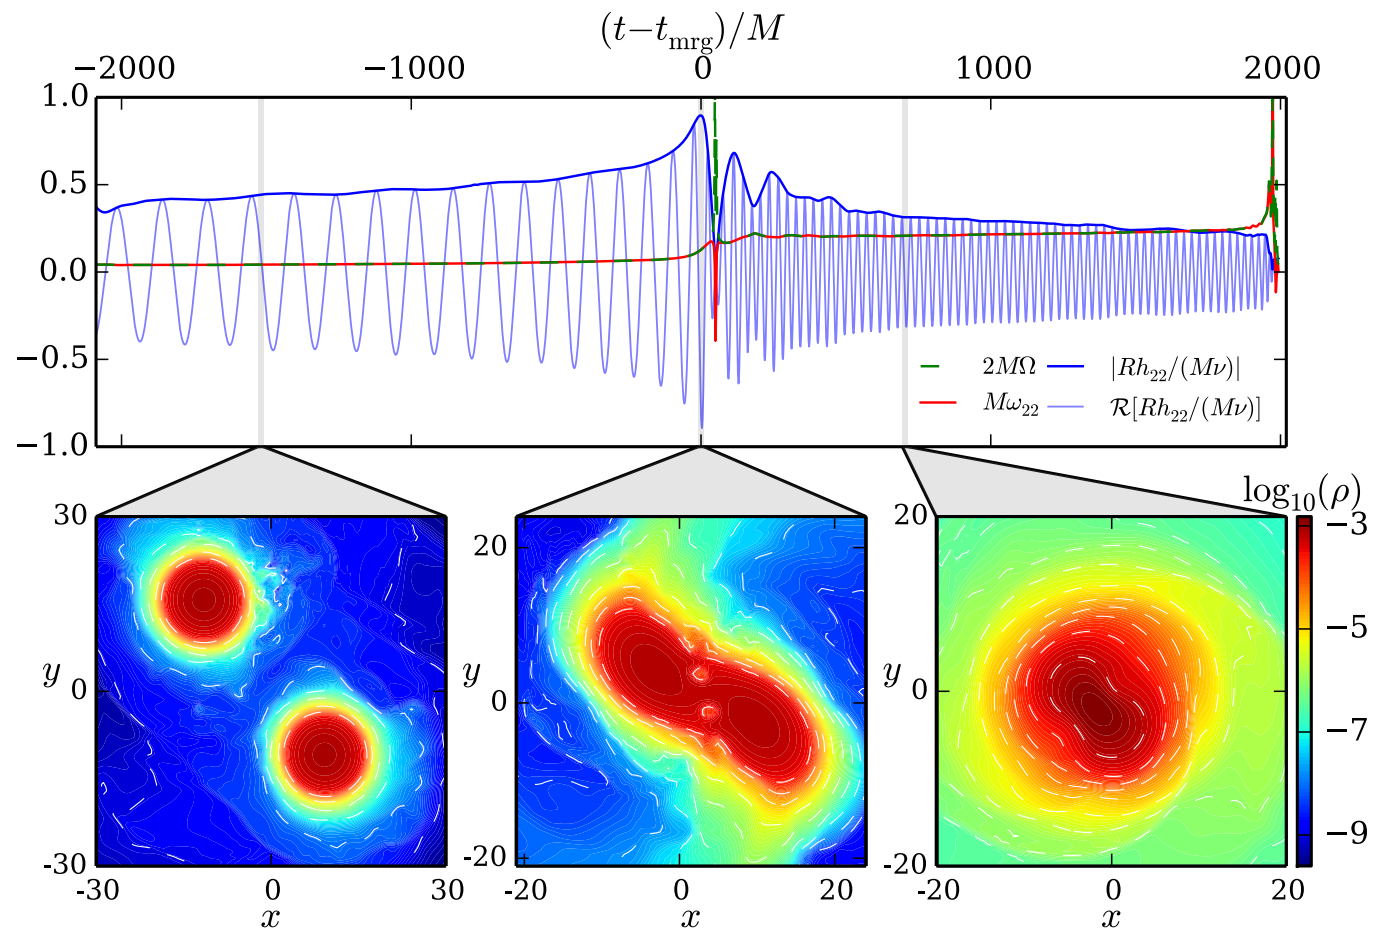 (t−t_mrg)/M
−2000 −1000 0 1000 2000
1.0
0.5
0.0
−0.5
−1.0
2MΩ |Rh₂₂/(Mν)|
Mω₂₂ ℛ[Rh₂₂/(Mν)]
log₁₀(ρ)
30 20 20 −3
−5
y 0 y 0 y 0
−7
−9
-30 -20 -20
-30 0 30 -20 0 20 -20 0 20
x x x